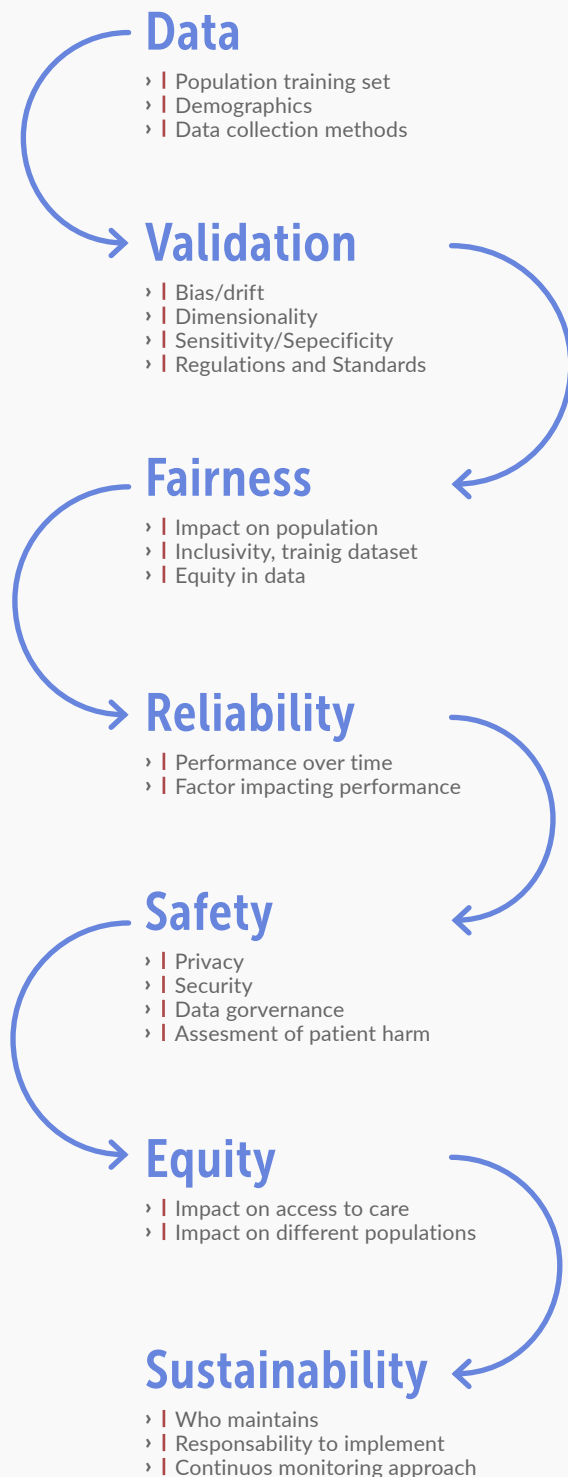 Data
› | Population training set
› | Demographics
› | Data collection methods
Validation
› | Bias/drift
› | Dimensionality
› | Sensitivity/Sepecificity
› | Regulations and Standards
Fairness
› | Impact on population
› | Inclusivity, trainig dataset
› | Equity in data
Reliability
› | Performance over time
› | Factor impacting performance
Safety
› | Privacy
› | Security
› | Data gorvernance
› | Assesment of patient harm
Equity
› | Impact on access to care
› | Impact on different populations
Sustainability
› | Who maintains
› | Responsability to implement
› | Continuos monitoring approach